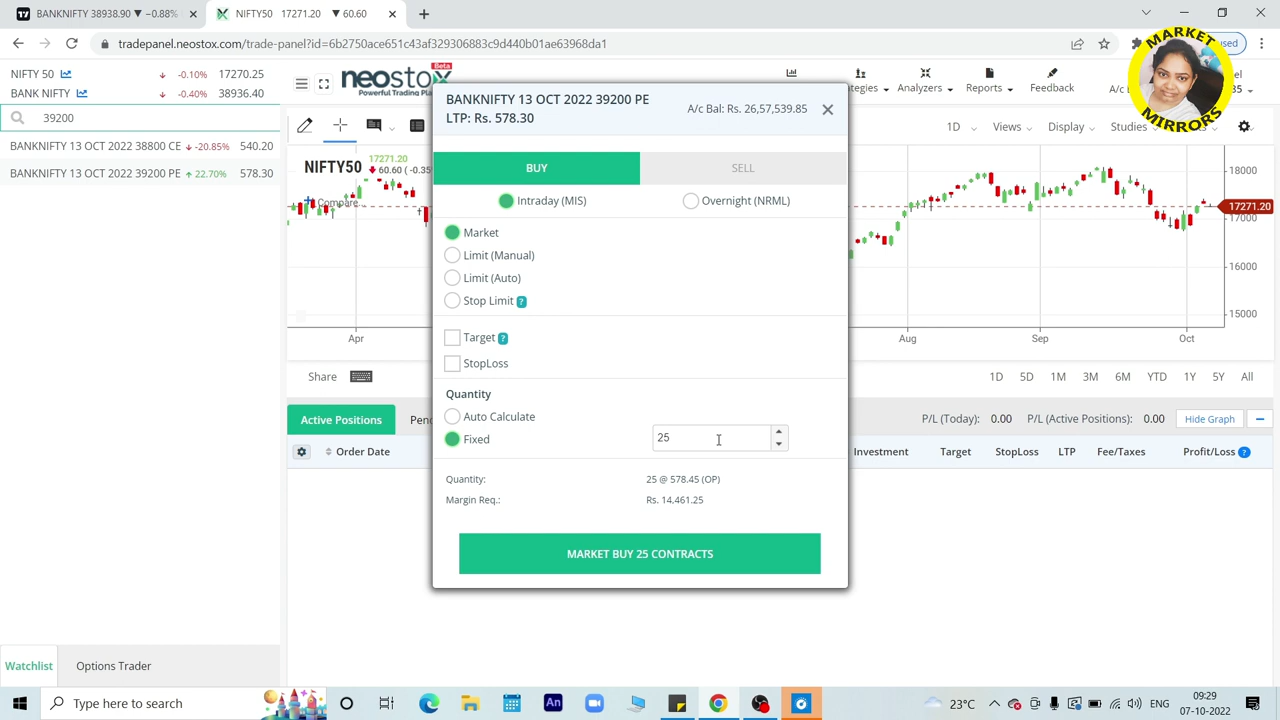 BANKNIFTY 38938.90 ▼ −0.88%
NIFTY50 17271.20 ▼ 60.60
tradepanel.neostox.com/trade-panel?id=6b2750ace651c43af3293
d440b01ae63968da1
NIFTY 50 -0.10% 17270.25
BANK NIFTY -0.40% 38936.40
39200
BANKNIFTY 13 OCT 2022 38800 CE -20.85% 540.20
BANKNIFTY 13 OCT 2022 39200 PE 22.70% 578.30
Watchlist
Options Trader
neostox Beta
Powerful Trading
Analyzers
Reports
Feedback
MARKET
MIRRORS
1D
Views
Display
Studies
NIFTY50
17271.20
60.60
Compare...
18000
17271.20
17000
16000
15000
Apr
Aug
Sep
Oct
BANKNIFTY 13 OCT 2022 39200 PE
LTP: Rs. 578.30
A/c Bal: Rs. 26,57,539.85
BUY
SELL
Intraday (MIS)
Overnight (NRML)
Market
Limit (Manual)
Limit (Auto)
Stop Limit ?
Target ?
StopLoss
Quantity
Auto Calculate
Fixed
25
Quantity: 25 @ 578.45 (OP)
Margin Req.: Rs. 14,461.25
MARKET BUY 25 CONTRACTS
Share
1D 5D 1M 3M 6M YTD 1Y 5Y All
Active Positions
P/L (Today): 0.00 P/L (Active Positions): 0.00 Hide Graph
Order Date
Investment Target StopLoss LTP Fee/Taxes Profit/Loss ?
Type here to search
An
23°C
ENG
09:29
07-10-2022